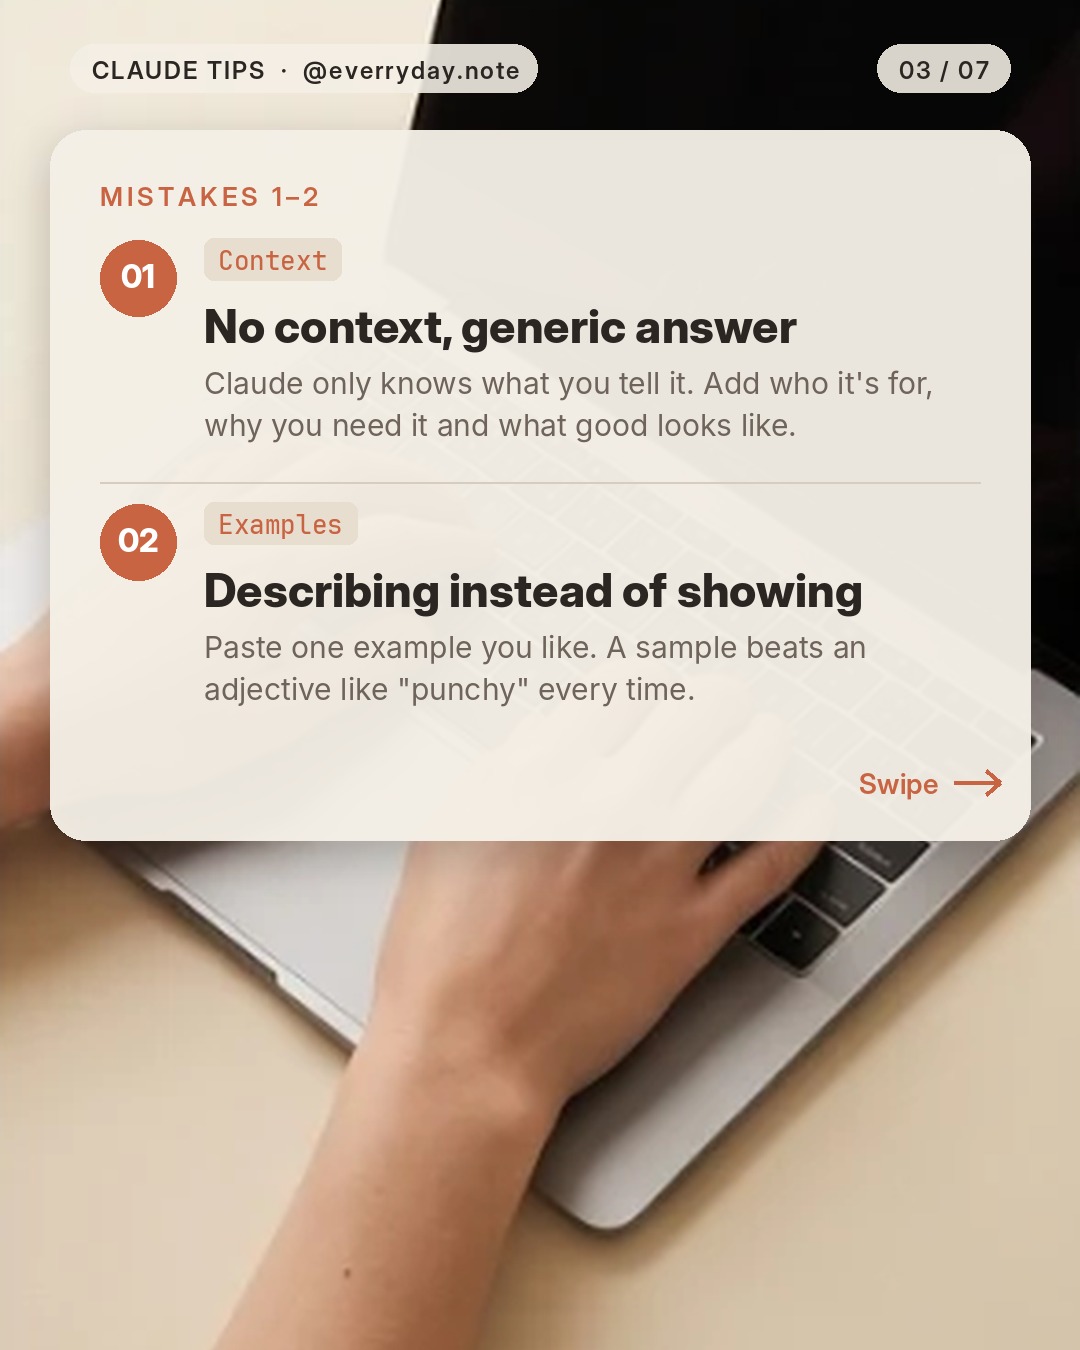 CLAUDE TIPS · @everryday.note
03 / 07
MISTAKES 1–2
01
Context
No context, generic answer
Claude only knows what you tell it. Add who it's for,
why you need it and what good looks like.
02
Examples
Describing instead of showing
Paste one example you like. A sample beats an
adjective like "punchy" every time.
Swipe →